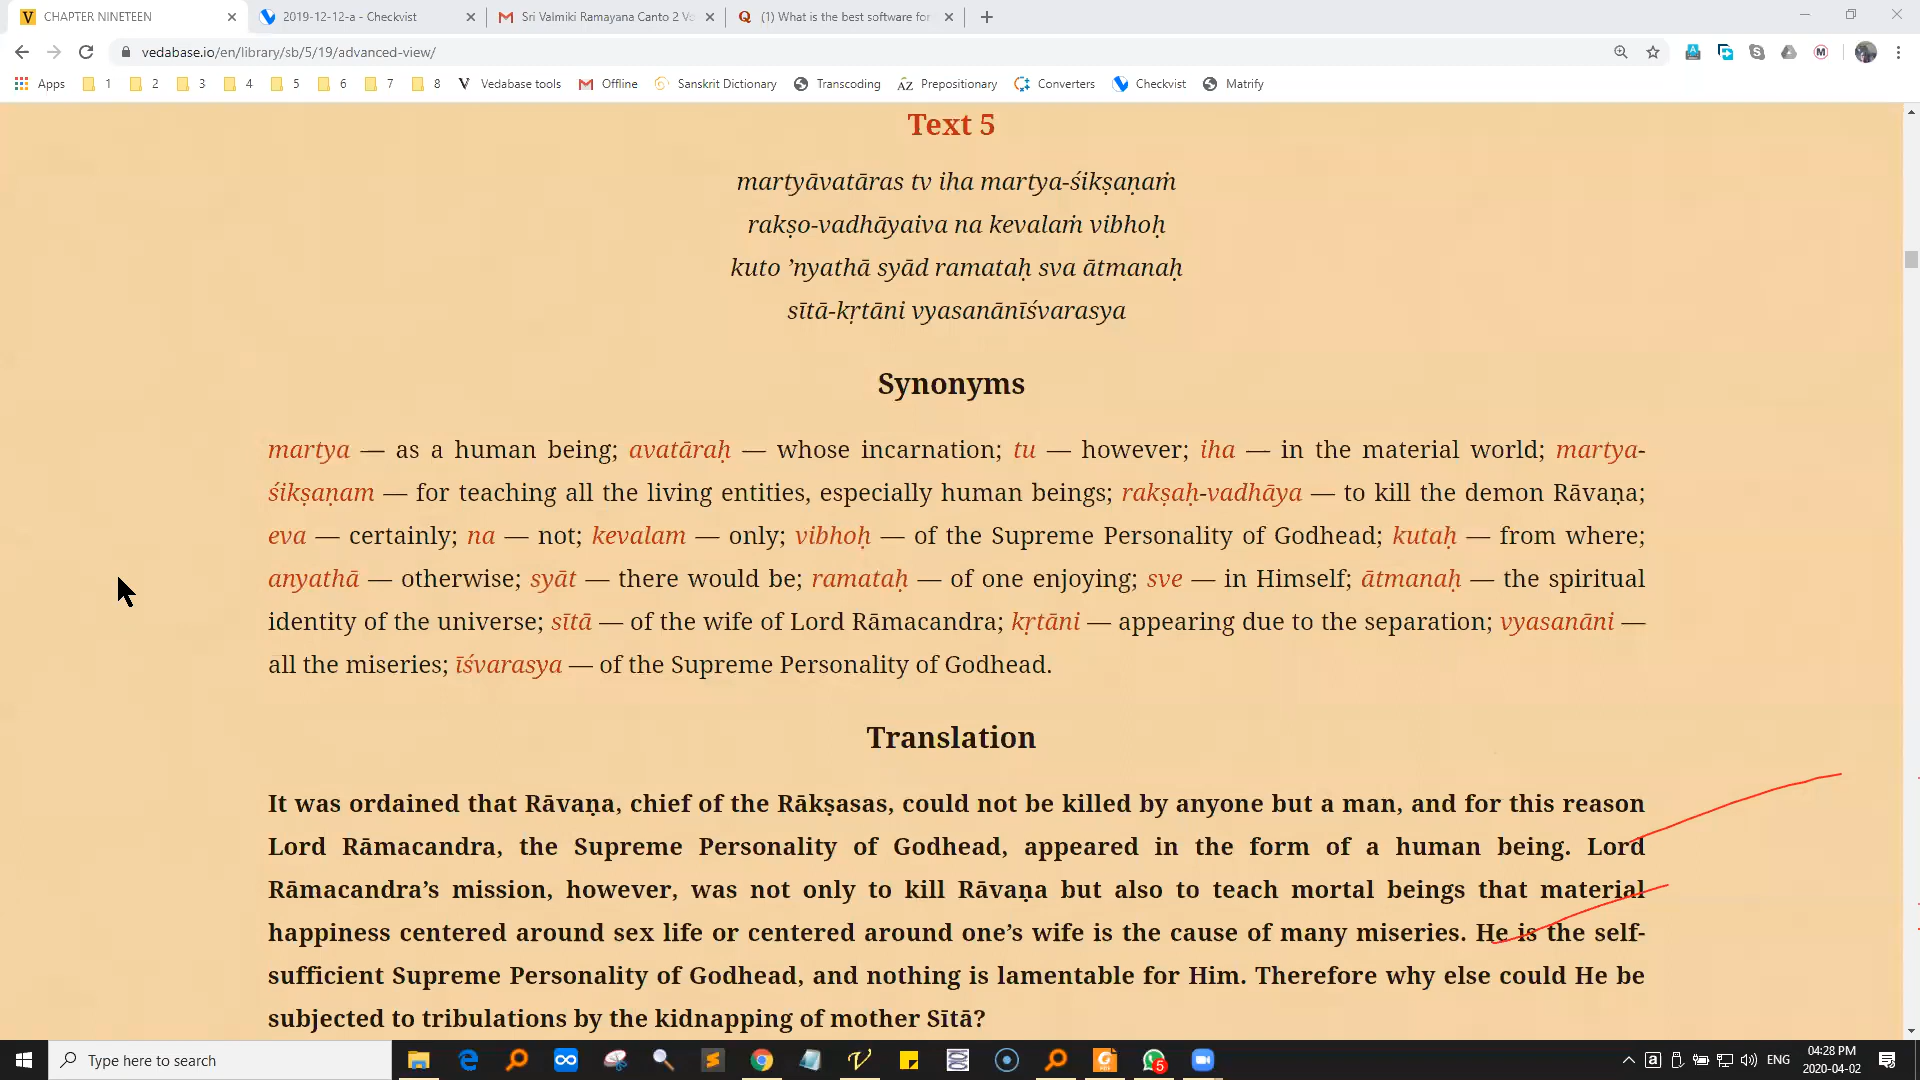 CHAPTER NINETEEN
2019-12-12-a - Checkvist
Sri Valmiki Ramayana Canto 2 Vo
(1) What is the best software for
vedabase.io/en/library/sb/5/19/advanced-view/
Apps 1 2 3 4 5 6 7 8 Vedabase tools Offline Sanskrit Dictionary Transcoding Prepositionary Converters Checkvist Matrify
Text 5
martyāvatāras tv iha martya-śikṣaṇaṁ
rakṣo-vadhāyaiva na kevalaṁ vibhoḥ
kuto ’nyathā syād ramataḥ sva ātmanaḥ
sītā-kṛtāni vyasanānīśvarasya
Synonyms
martya — as a human being; avatāraḥ — whose incarnation; tu — however; iha — in the material world; martya-
śikṣaṇam — for teaching all the living entities, especially human beings; rakṣaḥ-vadhāya — to kill the demon Rāvaṇa;
eva — certainly; na — not; kevalam — only; vibhoḥ — of the Supreme Personality of Godhead; kutaḥ — from where;
anyathā — otherwise; syāt — there would be; ramataḥ — of one enjoying; sve — in Himself; ātmanaḥ — the spiritual
identity of the universe; sītā — of the wife of Lord Rāmacandra; kṛtāni — appearing due to the separation; vyasanāni —
all the miseries; īśvarasya — of the Supreme Personality of Godhead.
Translation
It was ordained that Rāvaṇa, chief of the Rākṣasas, could not be killed by anyone but a man, and for this reason
Lord Rāmacandra, the Supreme Personality of Godhead, appeared in the form of a human being. Lord
Rāmacandra’s mission, however, was not only to kill Rāvaṇa but also to teach mortal beings that material
happiness centered around sex life or centered around one’s wife is the cause of many miseries. He is the self-
sufficient Supreme Personality of Godhead, and nothing is lamentable for Him. Therefore why else could He be
subjected to tribulations by the kidnapping of mother Sītā?
Type here to search
5
ENG
04:28 PM
2020-04-02